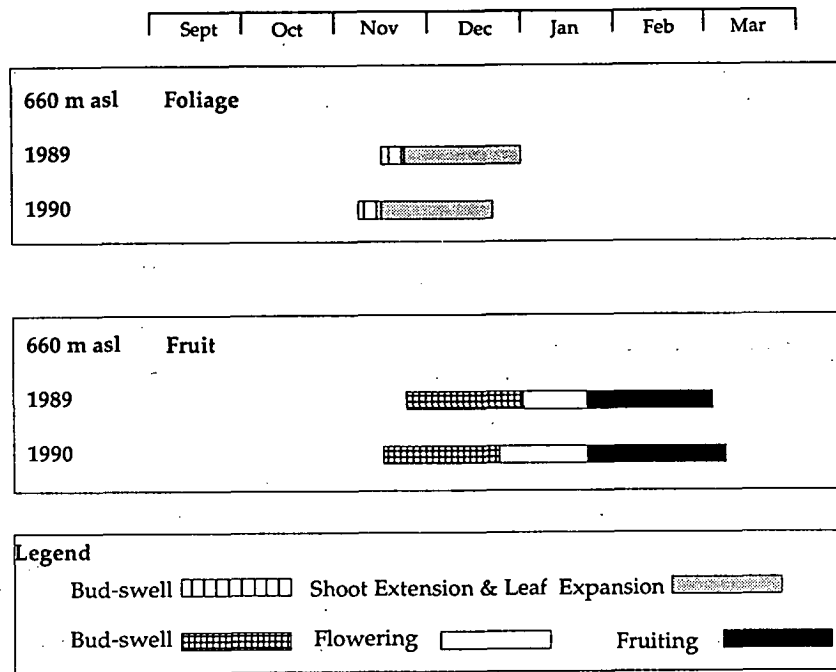 Sept Oct Nov Dec Jan Feb Mar
660 m asl Foliage
1989
1990
660 m asl Fruit
1989
1990
Legend
Bud-swell Shoot Extension & Leaf Expansion
Bud-swell Flowering Fruiting